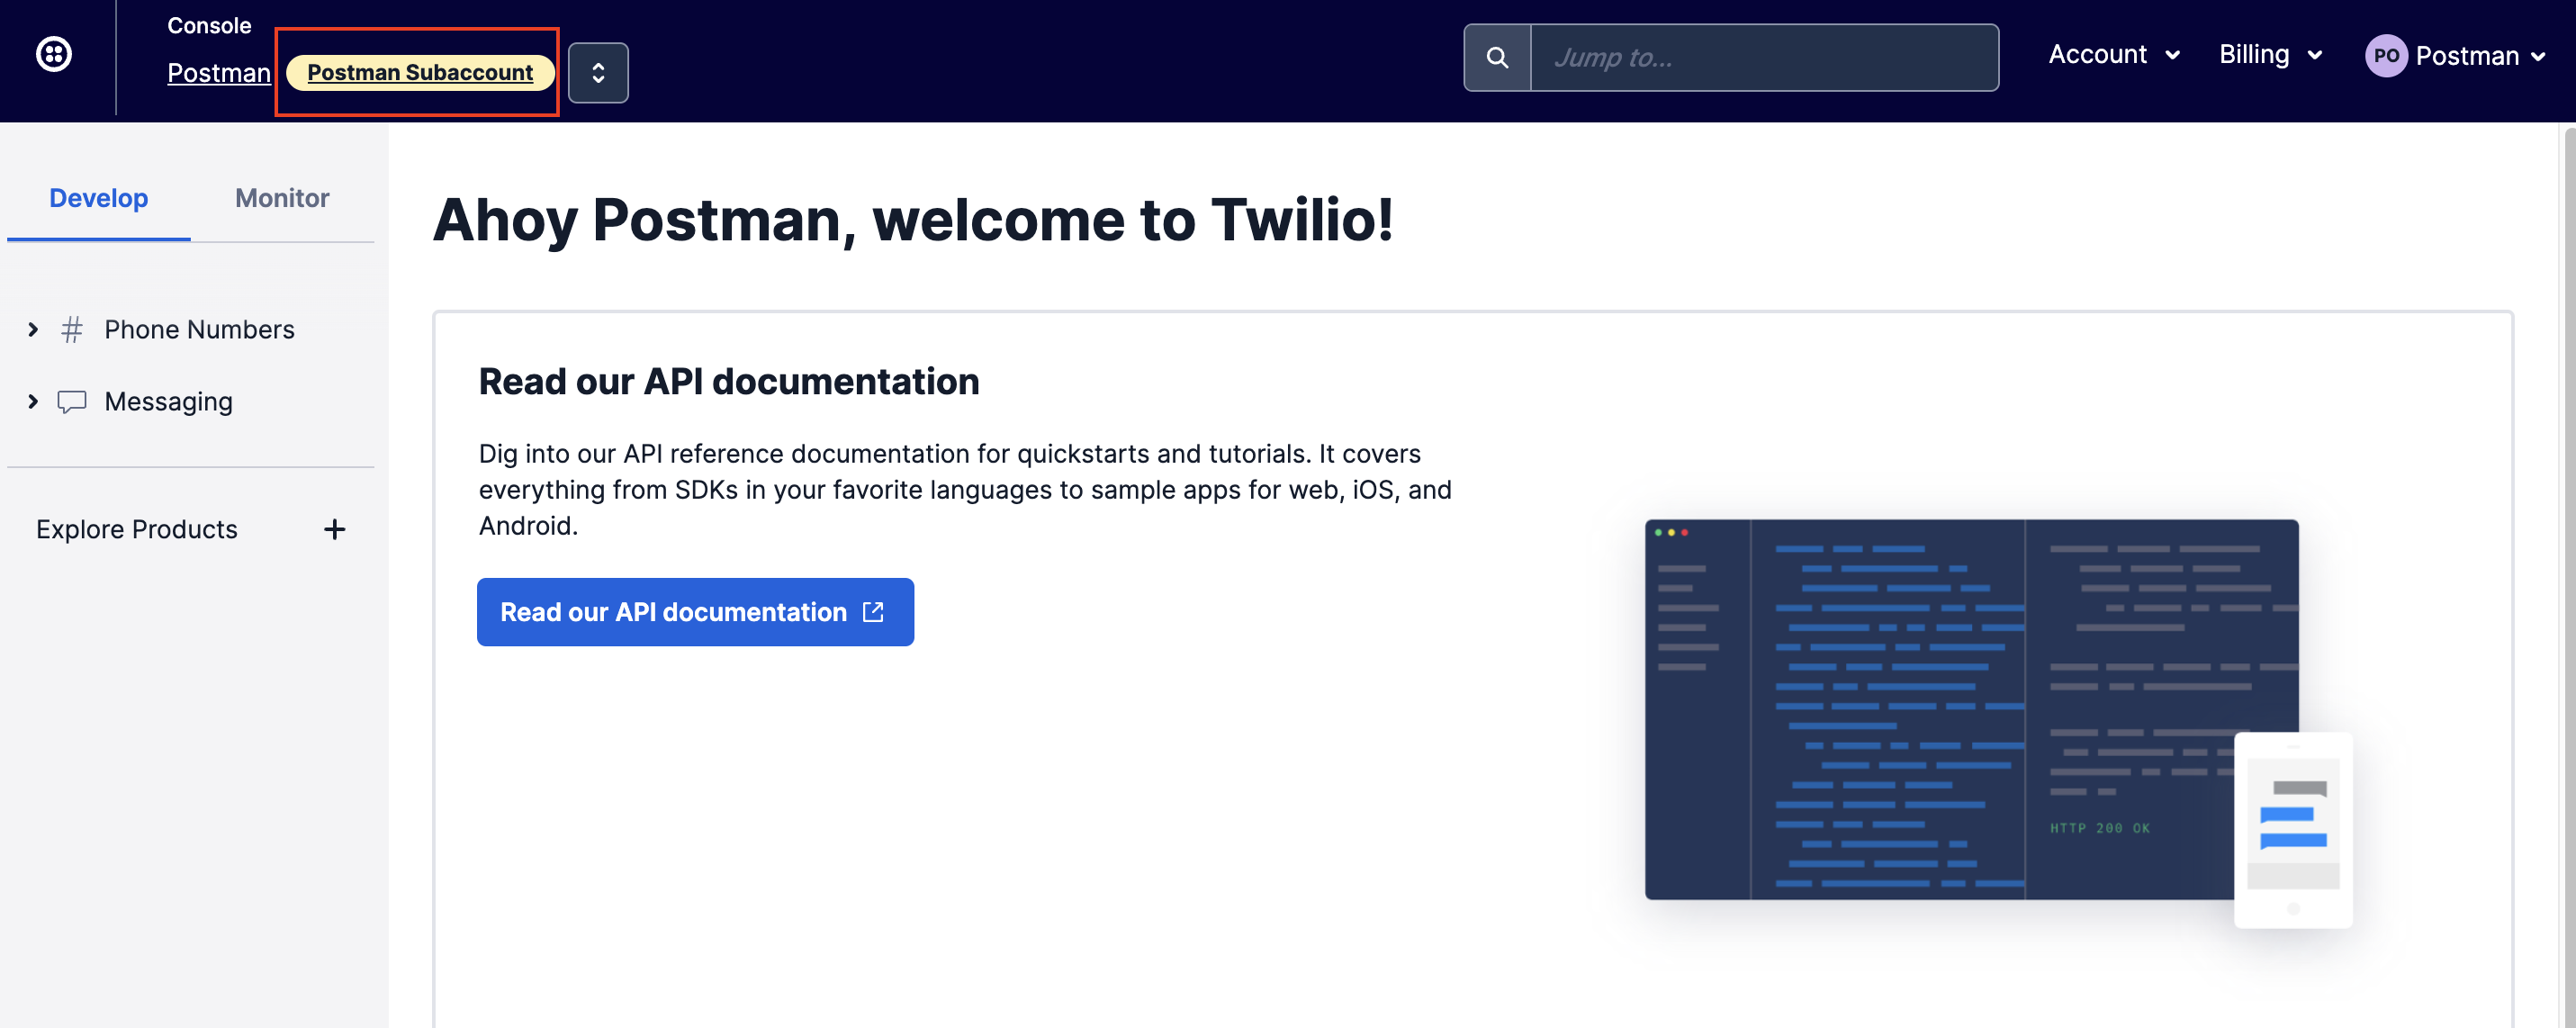 Console
Postman Postman Subaccount
Jump to...
Account
Billing
PO Postman
Develop
Monitor
Phone Numbers
Messaging
Explore Products
Ahoy Postman, welcome to Twilio!
Read our API documentation
Dig into our API reference documentation for quickstarts and tutorials. It covers
everything from SDKs in your favorite languages to sample apps for web, iOS, and
Android.
Read our API documentation
HTTP 200 OK